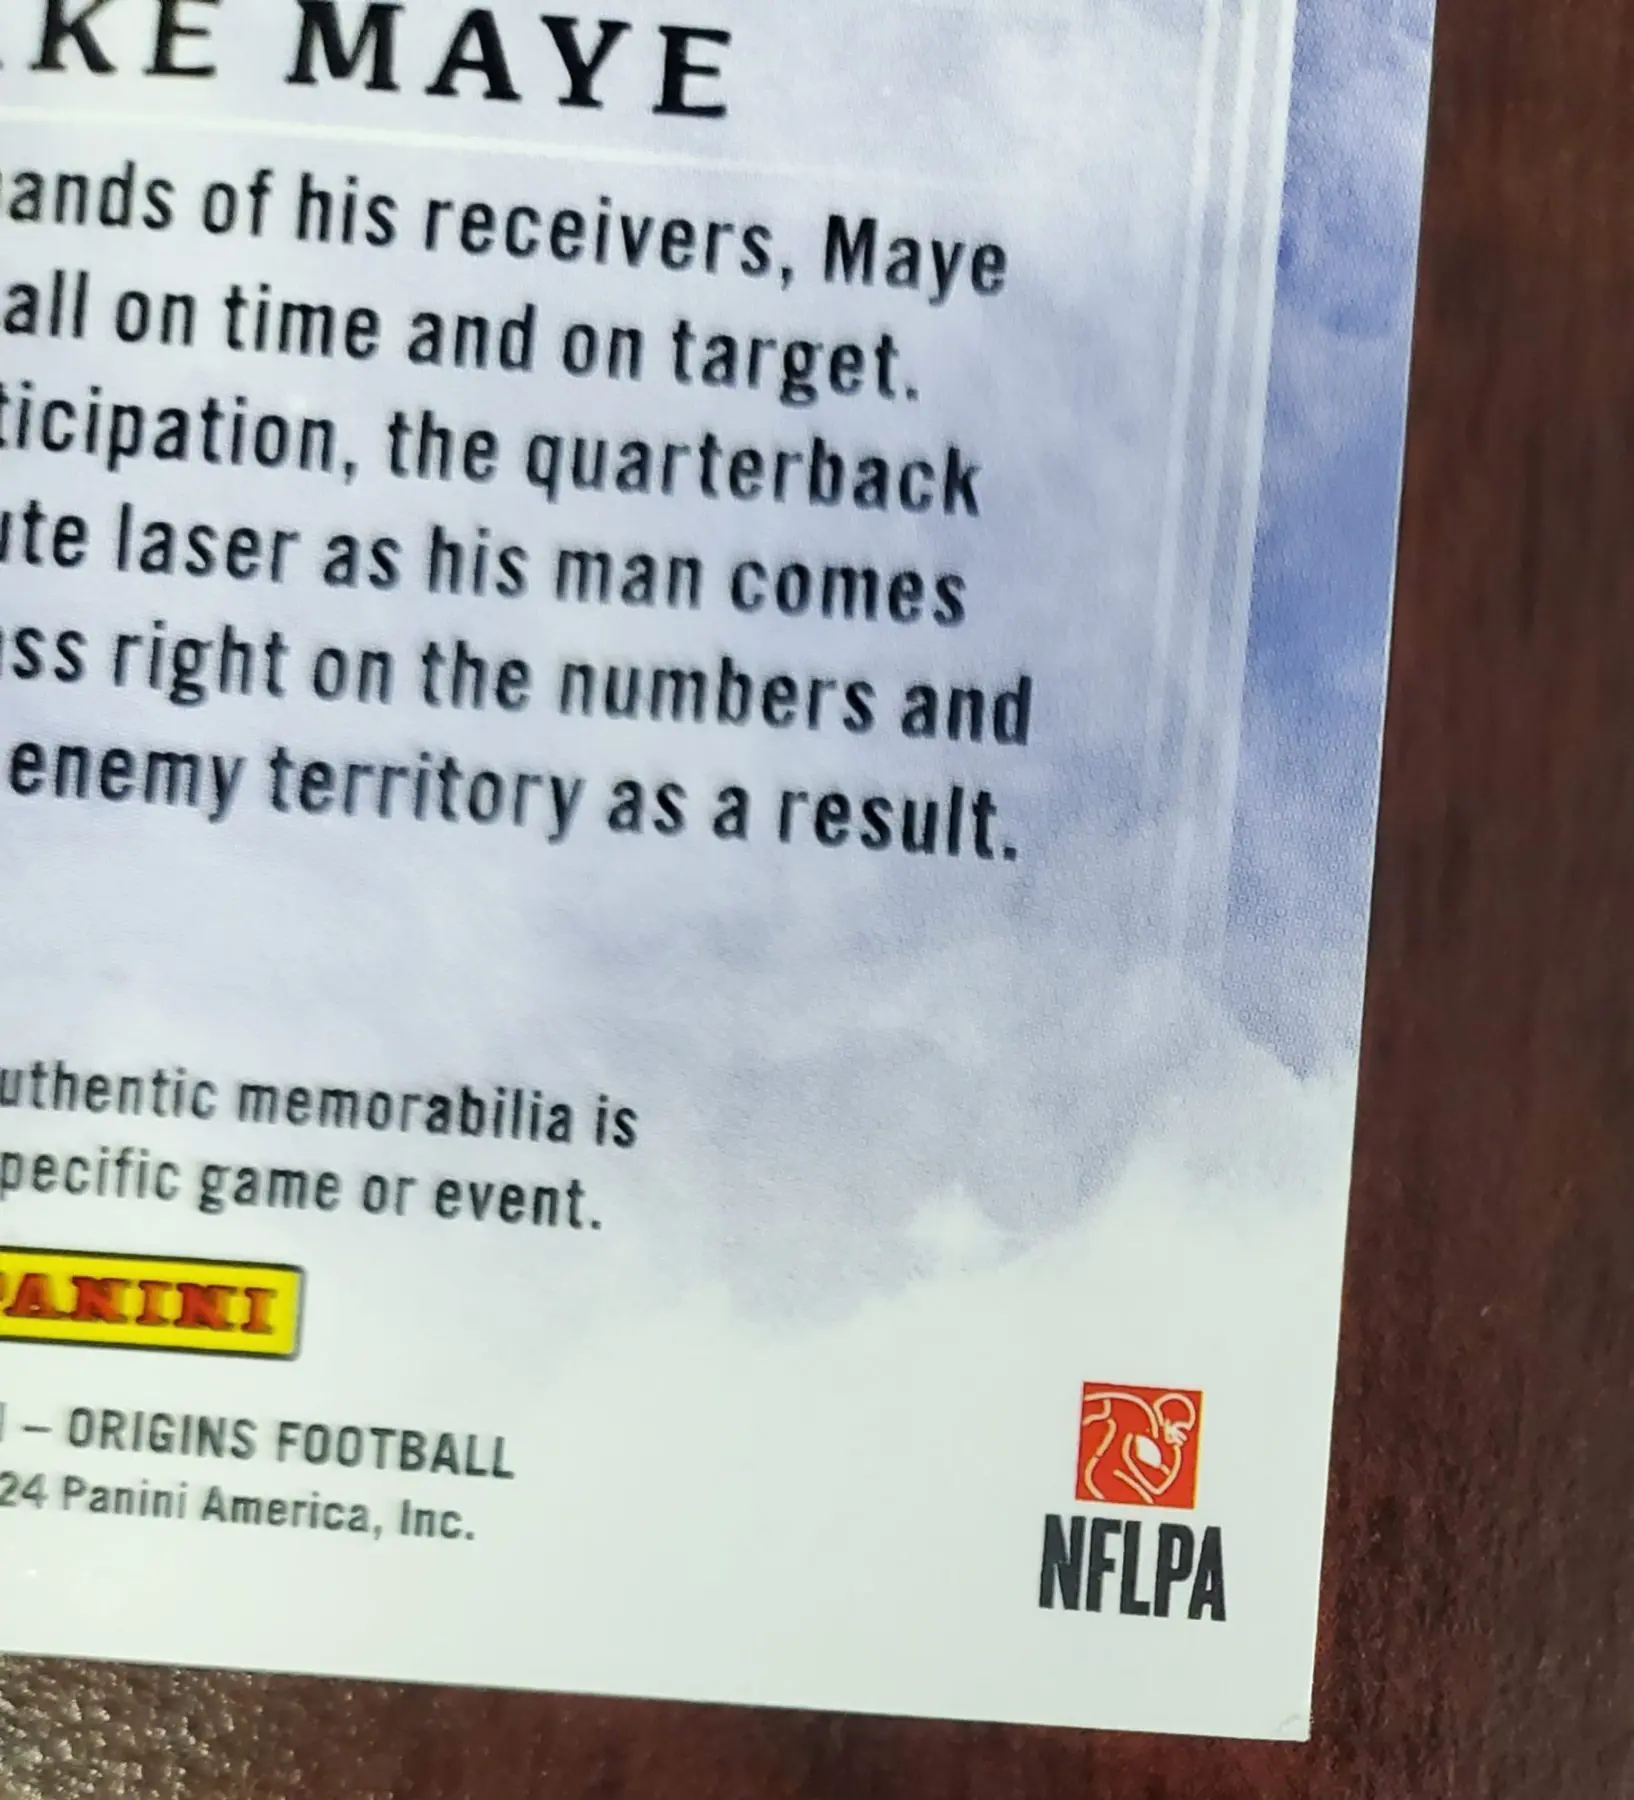 KE MAYE
ands of his receivers, Maye
all on time and on target.
ticipation, the quarterback
ute laser as his man comes
ss right on the numbers and
enemy territory as a result.
uthentic memorabilia is
pecific game or event.
PANINI
– ORIGINS FOOTBALL
24 Panini America, Inc.
NFLPA